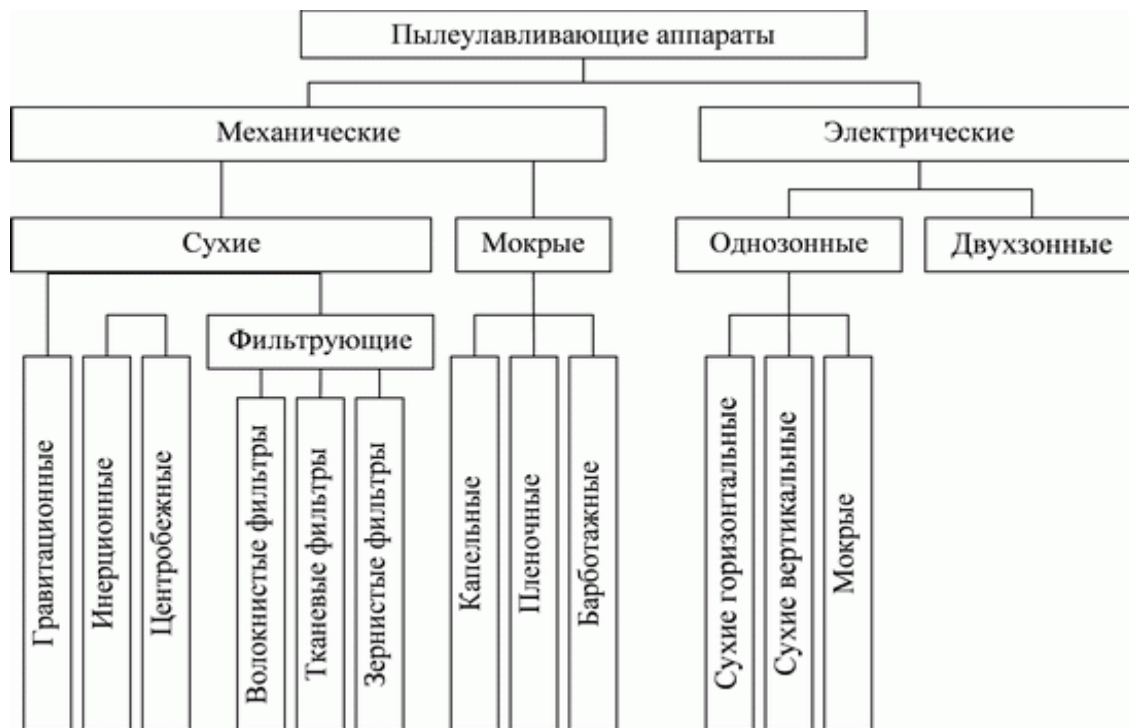 Пылеулавливающие аппараты
Механические
Электрические
Сухие
Мокрые
Однозонные
Двухзонные
Фильтрующие
Гравитационные
Инерционные
Центробежные
Волокнистые фильтры
Тканевые фильтры
Зернистые фильтры
Капельные
Пленочные
Барботажные
Сухие горизонтальные
Сухие вертикальные
Мокрые